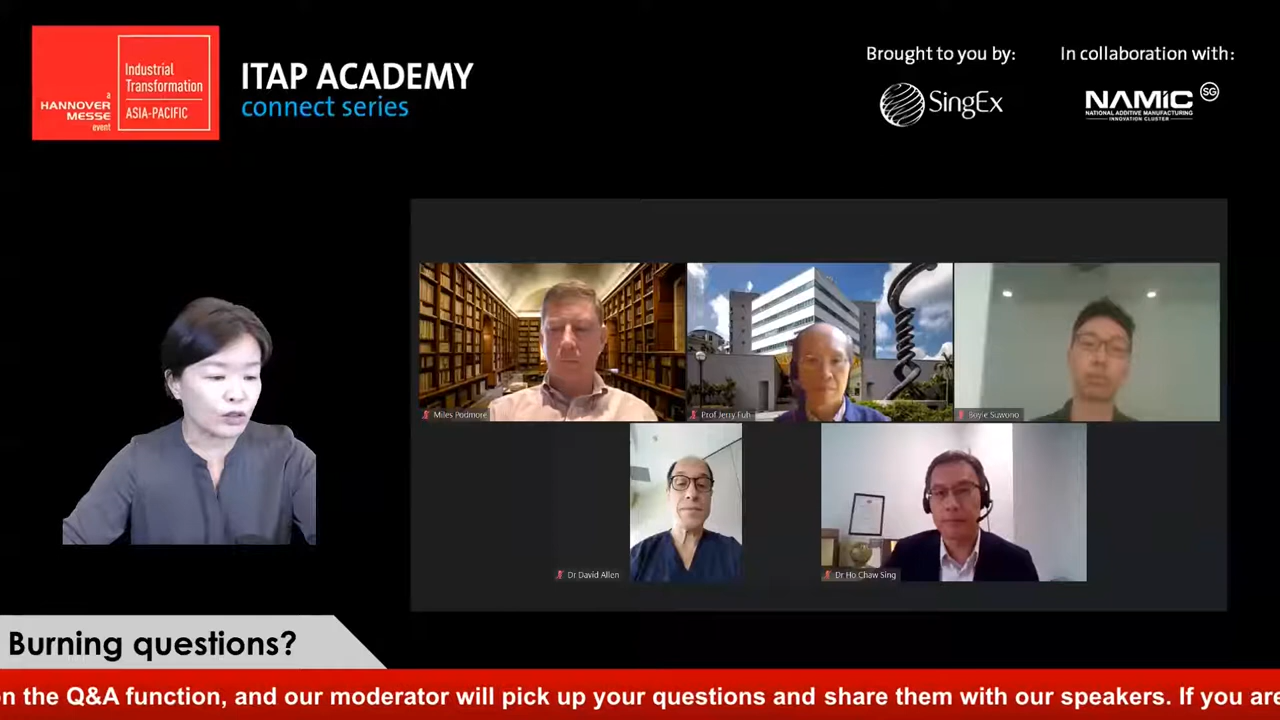 a
HANNOVER
MESSE
event
Industrial
Transformation
ASIA-PACIFIC
ITAP ACADEMY
connect series
Brought to you by:
SingEx
In collaboration with:
NAMIC
SG
NATIONAL ADDITIVE MANUFACTURING
INNOVATION CLUSTER
Miles Podmore
Prof Jerry Fuh
Boyle Suwono
Dr David Allen
Dr Ho Chaw Sing
Burning questions?
on the Q&A function, and our moderator will pick up your questions and share them with our speakers. If you are